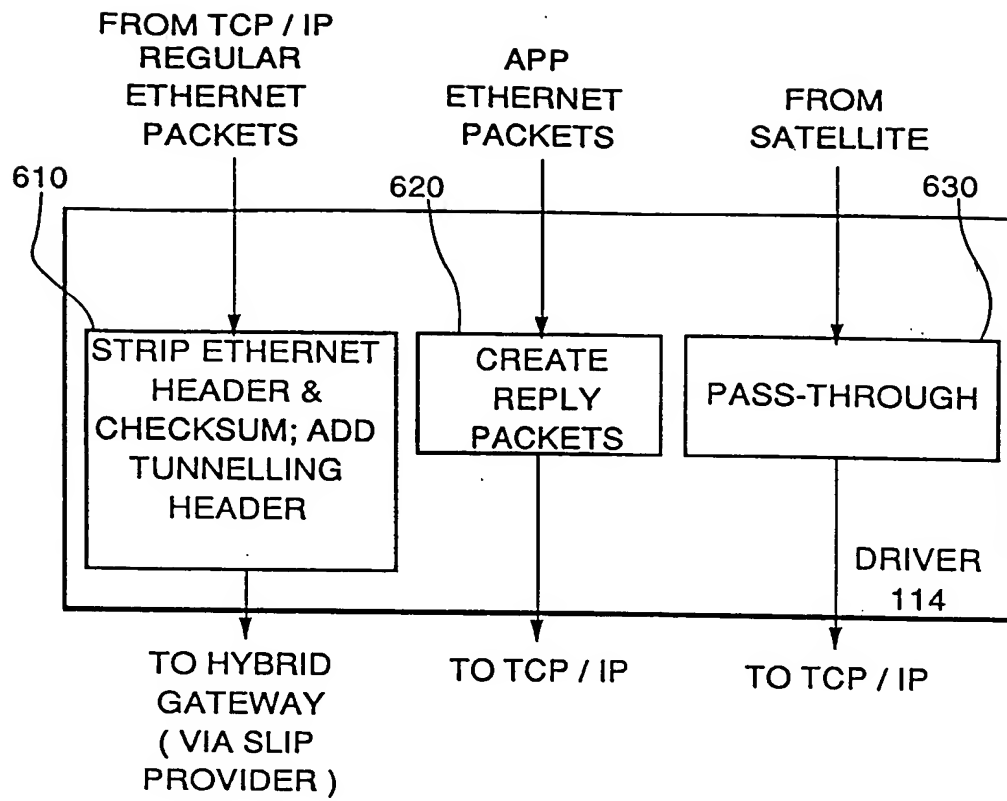 FROM TCP / IP
REGULAR
ETHERNET
PACKETS
APP
ETHERNET
PACKETS
FROM
SATELLITE
610
620
630
STRIP ETHERNET
HEADER &
CHECKSUM; ADD
TUNNELLING
HEADER
CREATE
REPLY
PACKETS
PASS-THROUGH
DRIVER
114
TO HYBRID
GATEWAY
( VIA SLIP
PROVIDER )
TO TCP / IP
TO TCP / IP